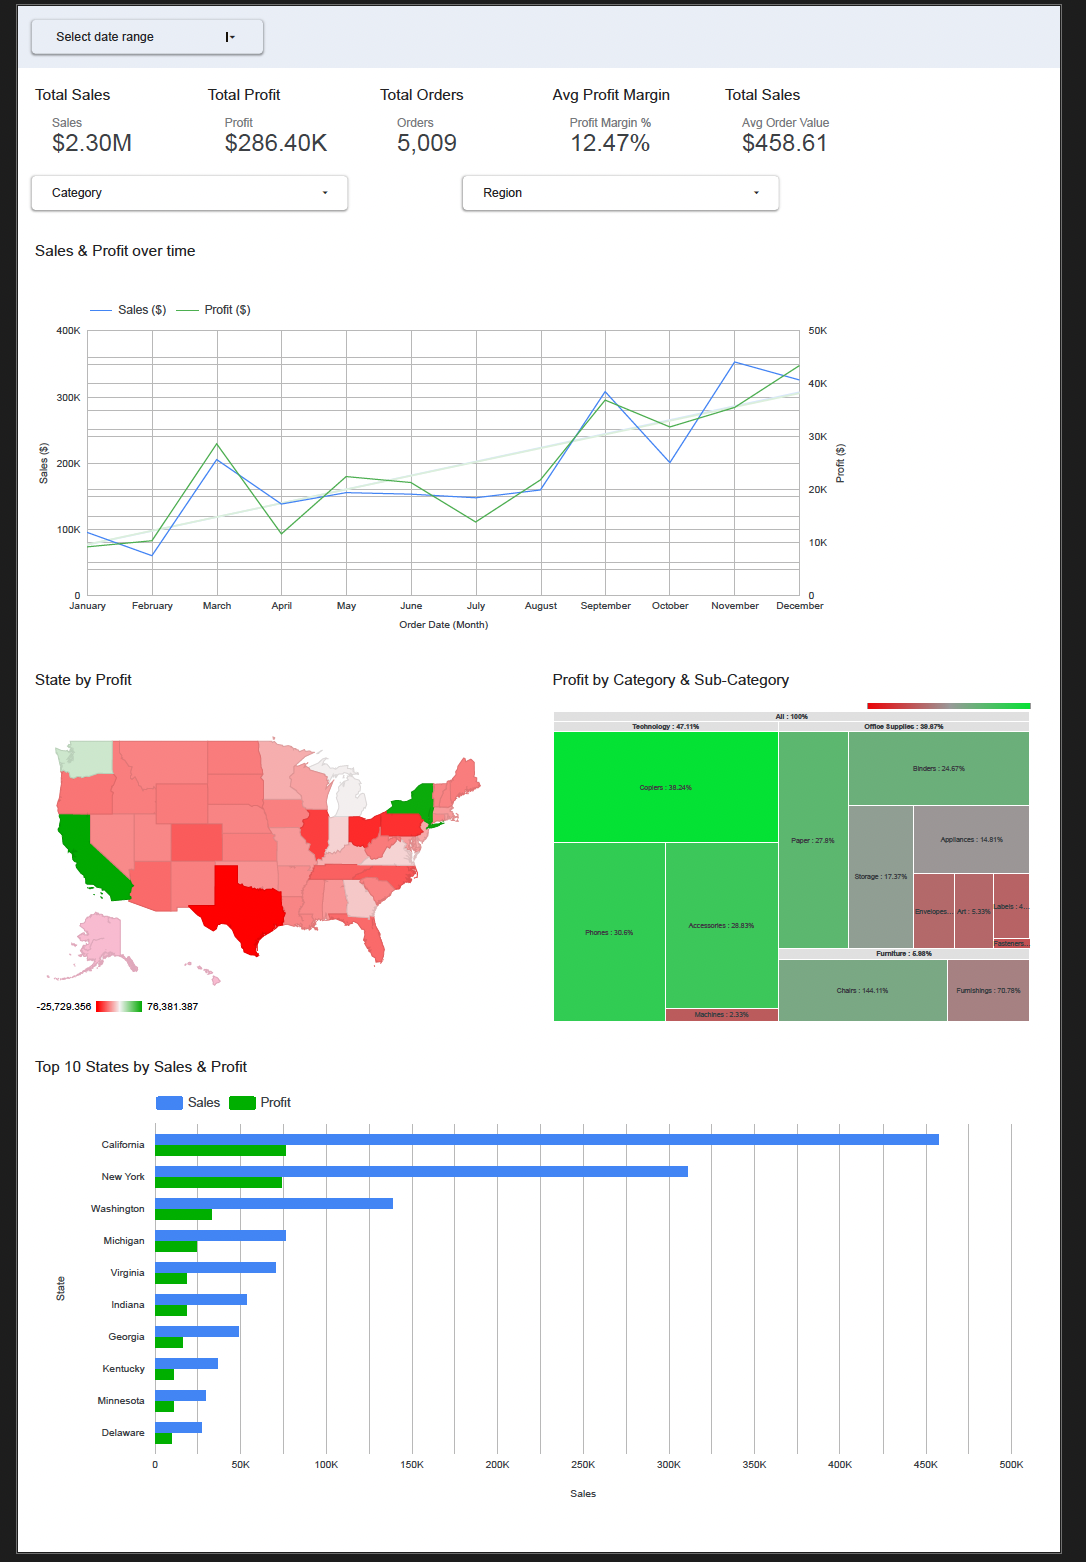 Select date range
Total Sales
Total Profit
Total Orders
Avg Profit Margin
Total Sales
Sales
Profit
Orders
Profit Margin %
Avg Order Value
$2.30M
$286.40K
5,009
12.47%
$458.61
Category
Region
Sales & Profit over time
Sales ($)
Profit ($)
400K
300K
200K
100K
0
Sales ($)
50K
40K
30K
20K
10K
0
Profit ($)
January
February
March
April
May
June
July
August
September
October
November
December
Order Date (Month)
State by Profit
-25,729.356
76,381.387
Profit by Category & Sub-Category
All : 100%
Technology : 47.11%
Office Supplies : 39.67%
Copiers : 38.24%
Phones : 30.6%
Accessories : 28.83%
Machines : 2.33%
Paper : 27.8%
Binders : 24.67%
Storage : 17.37%
Appliances : 14.81%
Envelopes...
Art : 5.33%
Labels : 4...
Fasteners...
Furniture : 6.98%
Chairs : 144.11%
Furnishings : 70.78%
Top 10 States by Sales & Profit
Sales
Profit
State
California
New York
Washington
Michigan
Virginia
Indiana
Georgia
Kentucky
Minnesota
Delaware
0
50K
100K
150K
200K
250K
300K
350K
400K
450K
500K
Sales